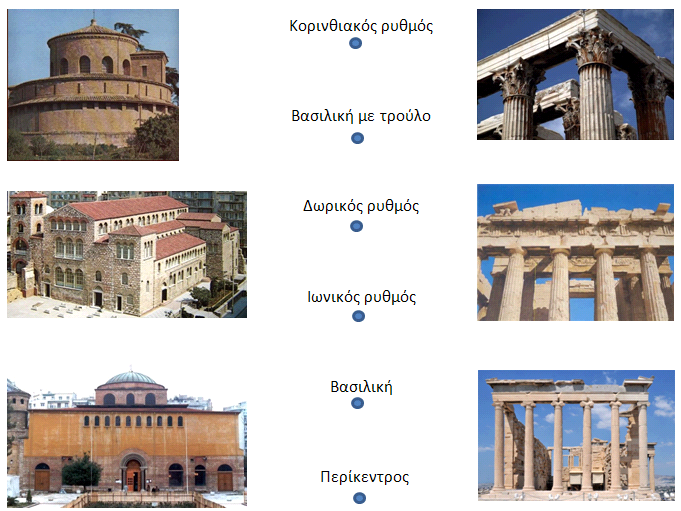 Κορινθιακός ρυθμός
Βασιλική με τρούλο
Δωρικός ρυθμός
Ιωνικός ρυθμός
Βασιλική
Περίκεντρος